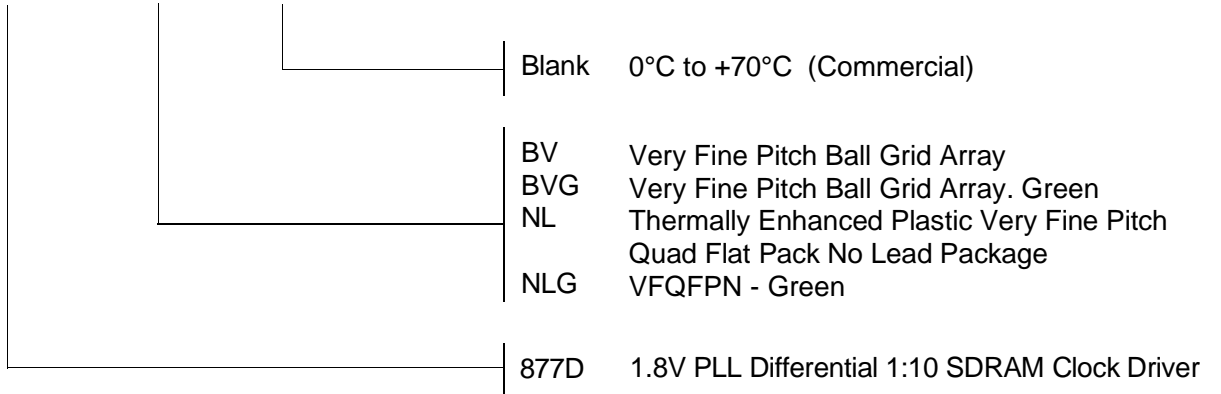 Blank 0°C to +70°C (Commercial)
BV Very Fine Pitch Ball Grid Array
BVG Very Fine Pitch Ball Grid Array. Green
NL Thermally Enhanced Plastic Very Fine Pitch
Quad Flat Pack No Lead Package
NLG VFQFPN - Green
877D 1.8V PLL Differential 1:10 SDRAM Clock Driver